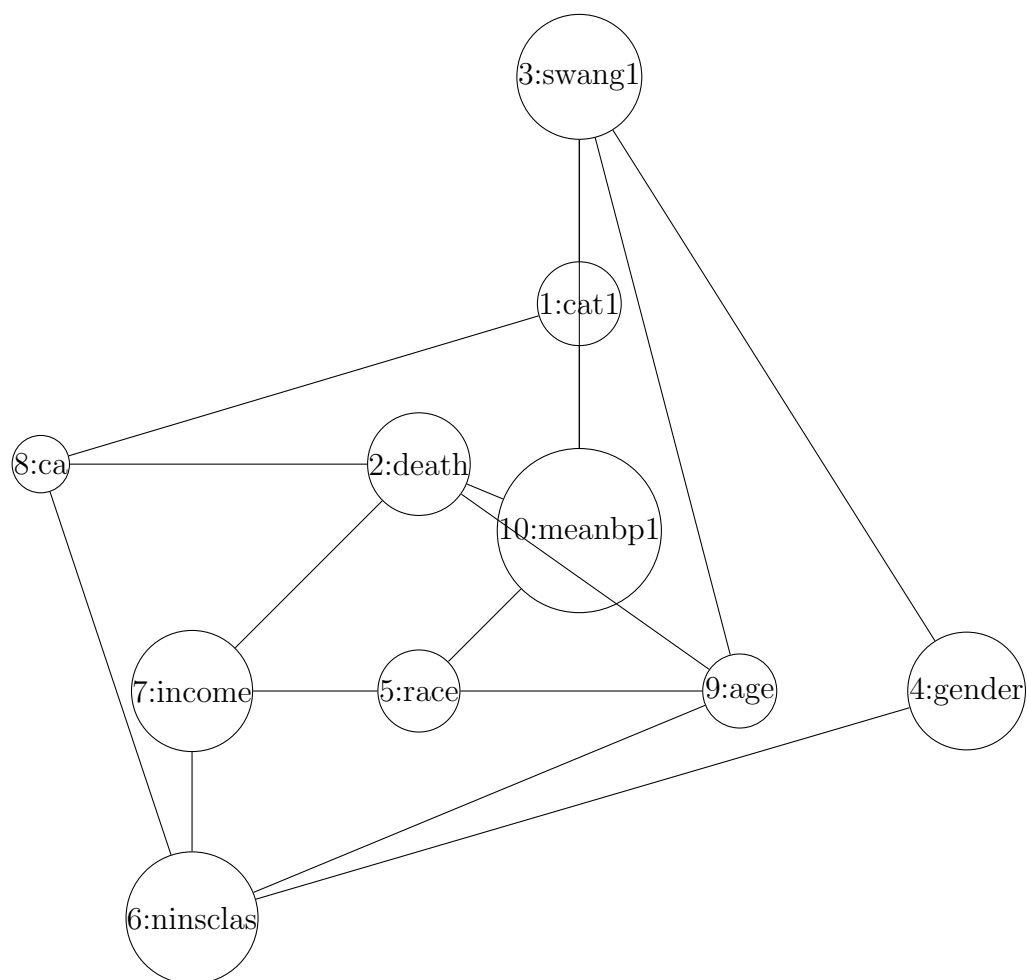 3:swang1
1:cat1
8:ca
2:death
10:meanbp1
7:income
5:race
9:age
4:gender
6:ninsclas